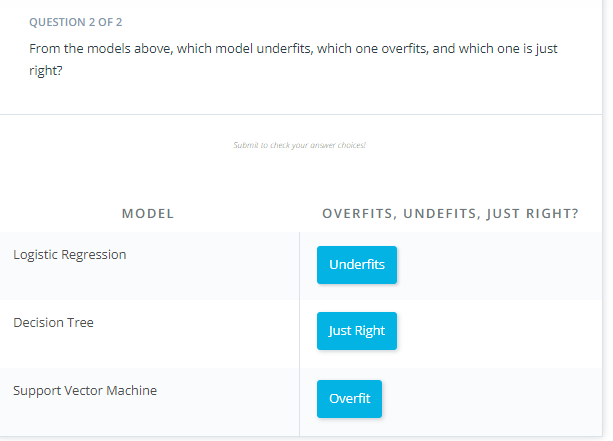 QUESTION 2 OF 2
From the models above, which model underfits, which one overfits, and which one is just
right?
Submit to check your answer choices!
MODEL
OVERFITS, UNDEFITS, JUST RIGHT?
Logistic Regression
Underfits
Decision Tree
Just Right
Support Vector Machine
Overfit